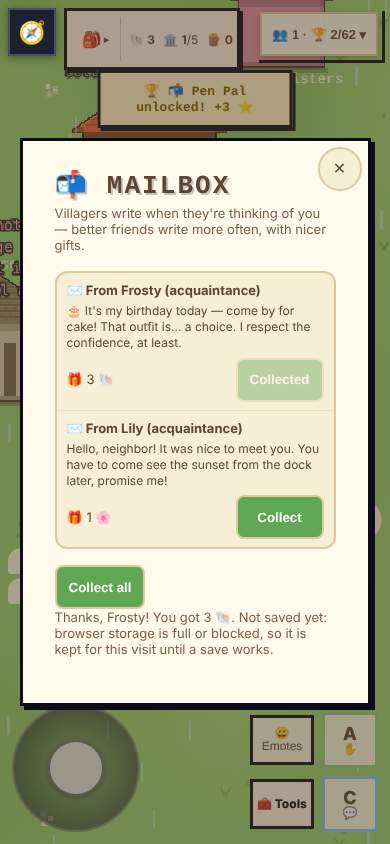 3 1/5 0
1 · 2/62 ▾
isters
Pen Pal
unlocked! +3
MAILBOX
×
Villagers write when they're thinking of you
— better friends write more often, with nicer
gifts.
From Frosty (acquaintance)
It's my birthday today — come by for
cake! That outfit is… a choice. I respect the
confidence, at least.
3
Collected
From Lily (acquaintance)
Hello, neighbor! It was nice to meet you. You
have to come see the sunset from the dock
later, promise me!
1
Collect
Collect all
Thanks, Frosty! You got 3 . Not saved yet:
browser storage is full or blocked, so it is
kept for this visit until a save works.
Emotes
A
Tools
C